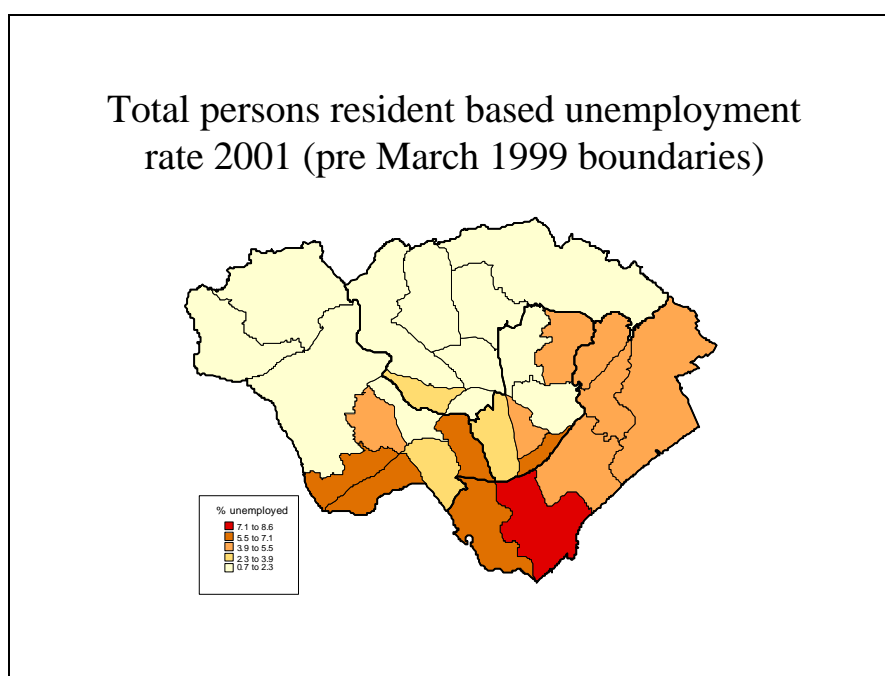 Total persons resident based unemployment
rate 2001 (pre March 1999 boundaries)
% unemployed
7.1 to 8.6
5.5 to 7.1
3.9 to 5.5
2.3 to 3.9
0.7 to 2.3